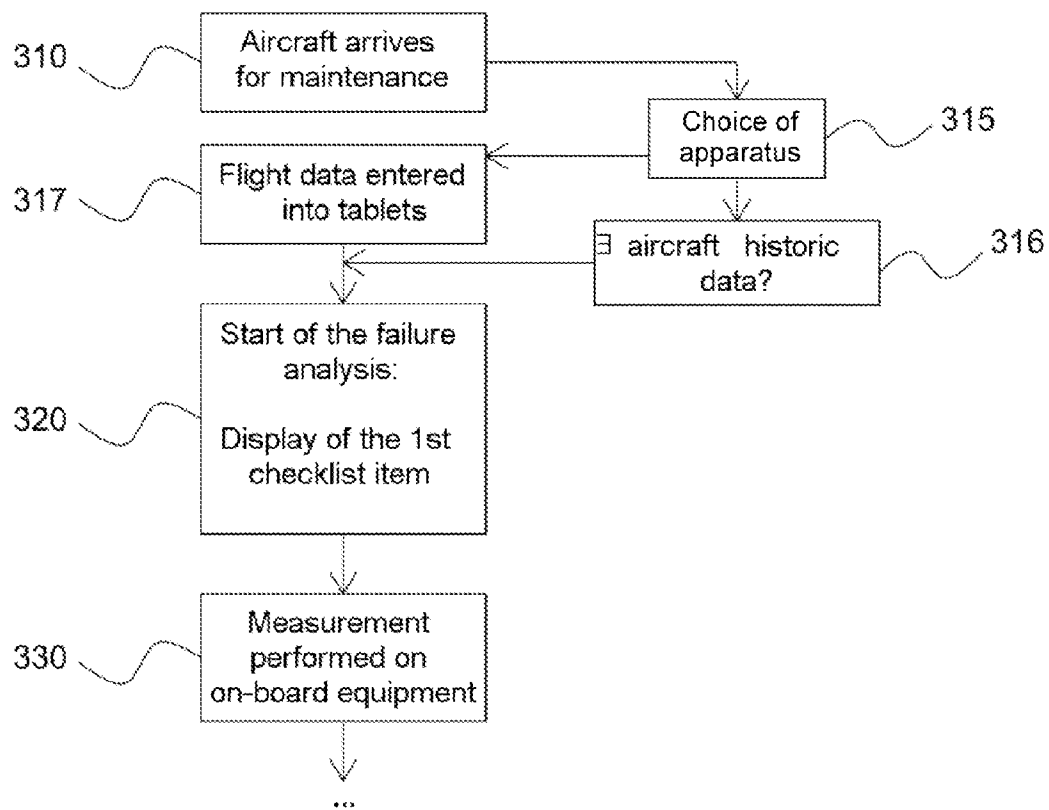 310
Aircraft arrives
for maintenance
Choice of
apparatus
315
317
Flight data entered
into tablets
∃ aircraft historic
data?
316
320
Start of the failure
analysis:
Display of the 1st
checklist item
330
Measurement
performed on
on-board equipment
...